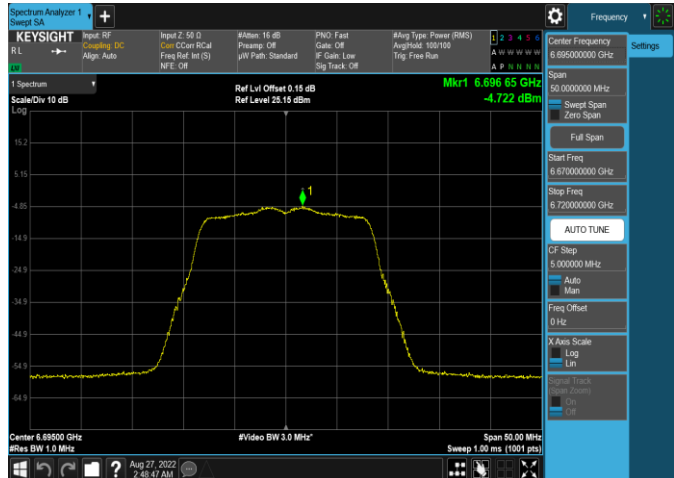 Spectrum Analyzer 1
Swept SA
+
Frequency
KEYSIGHT
RL
LXI
Input: RF
Coupling: DC
Align: Auto
Input Z: 50 Ω
Corr CCorr RCal
Freq Ref: Int (S)
NFE: Off
#Atten: 16 dB
Preamp: Off
µW Path: Standard
PNO: Fast
Gate: Off
IF Gain: Low
Sig Track: Off
#Avg Type: Power (RMS)
Avg|Hold: 100/100
Trig: Free Run
1 2 3 4 5 6
A W W W W W
A P N N N N
Center Frequency
6.695000000 GHz
Settings
Span
50.0000000 MHz
Swept Span
Zero Span
Full Span
Start Freq
6.670000000 GHz
Stop Freq
6.720000000 GHz
AUTO TUNE
CF Step
5.000000 MHz
Auto
Man
Freq Offset
0 Hz
X Axis Scale
Log
Lin
Signal Track
(Span Zoom)
On
Off
1 Spectrum
Scale/Div 10 dB
Log
Ref Lvl Offset 0.15 dB
Ref Level 25.15 dBm
Mkr1 6.696 65 GHz
-4.722 dBm
15.2
5.15
-4.85
-14.9
-24.9
-34.9
-44.9
-54.9
-64.9
1
Center 6.69500 GHz
#Res BW 1.0 MHz
#Video BW 3.0 MHz*
Span 50.00 MHz
Sweep 1.00 ms (1001 pts)
?
Aug 27, 2022
2:48:47 AM